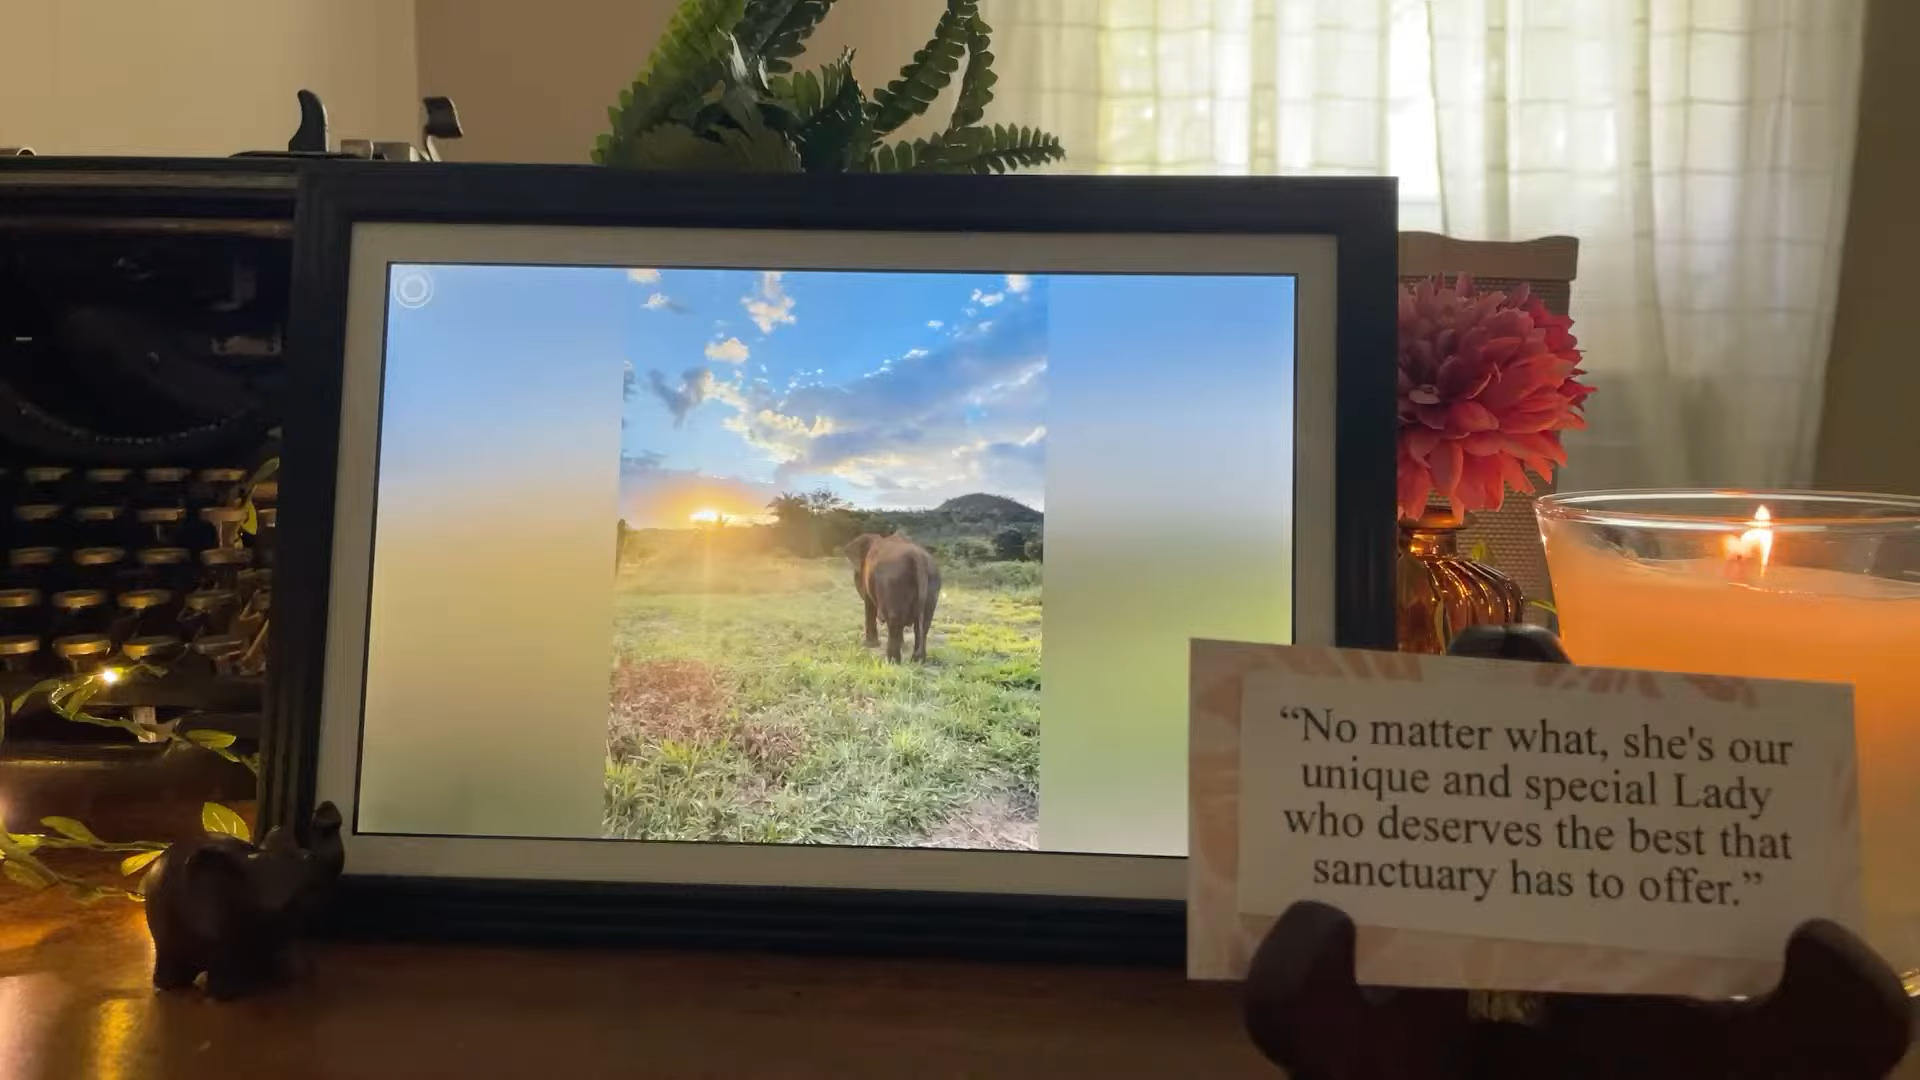 “No matter what, she's our
unique and special Lady
who deserves the best that
sanctuary has to offer.”